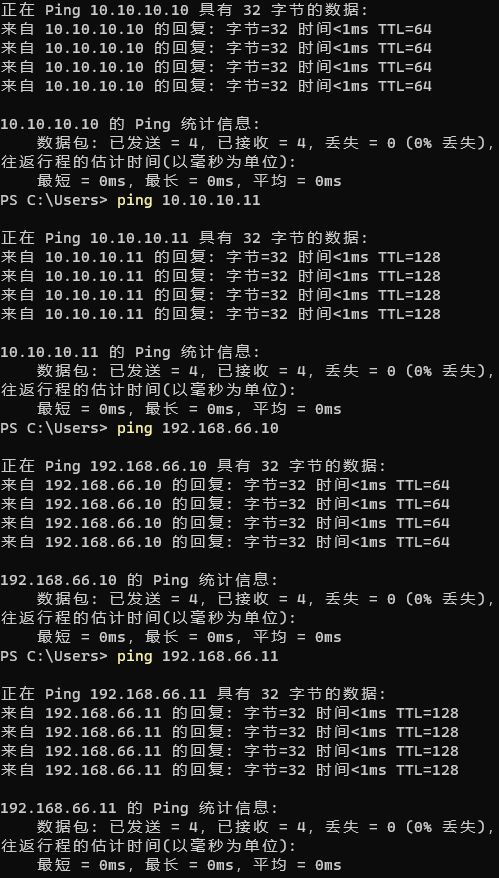 正在 Ping 10.10.10.10 具有 32 字节的数据:
来自 10.10.10.10 的回复: 字节=32 时间<1ms TTL=64
来自 10.10.10.10 的回复: 字节=32 时间<1ms TTL=64
来自 10.10.10.10 的回复: 字节=32 时间<1ms TTL=64
来自 10.10.10.10 的回复: 字节=32 时间<1ms TTL=64

10.10.10.10 的 Ping 统计信息:
    数据包: 已发送 = 4, 已接收 = 4, 丢失 = 0 (0% 丢失),
往返行程的估计时间(以毫秒为单位):
    最短 = 0ms, 最长 = 0ms, 平均 = 0ms
PS C:\Users> ping 10.10.10.11

正在 Ping 10.10.10.11 具有 32 字节的数据:
来自 10.10.10.11 的回复: 字节=32 时间<1ms TTL=128
来自 10.10.10.11 的回复: 字节=32 时间<1ms TTL=128
来自 10.10.10.11 的回复: 字节=32 时间<1ms TTL=128
来自 10.10.10.11 的回复: 字节=32 时间<1ms TTL=128

10.10.10.11 的 Ping 统计信息:
    数据包: 已发送 = 4, 已接收 = 4, 丢失 = 0 (0% 丢失),
往返行程的估计时间(以毫秒为单位):
    最短 = 0ms, 最长 = 0ms, 平均 = 0ms
PS C:\Users> ping 192.168.66.10

正在 Ping 192.168.66.10 具有 32 字节的数据:
来自 192.168.66.10 的回复: 字节=32 时间<1ms TTL=64
来自 192.168.66.10 的回复: 字节=32 时间<1ms TTL=64
来自 192.168.66.10 的回复: 字节=32 时间<1ms TTL=64
来自 192.168.66.10 的回复: 字节=32 时间<1ms TTL=64

192.168.66.10 的 Ping 统计信息:
    数据包: 已发送 = 4, 已接收 = 4, 丢失 = 0 (0% 丢失),
往返行程的估计时间(以毫秒为单位):
    最短 = 0ms, 最长 = 0ms, 平均 = 0ms
PS C:\Users> ping 192.168.66.11

正在 Ping 192.168.66.11 具有 32 字节的数据:
来自 192.168.66.11 的回复: 字节=32 时间<1ms TTL=128
来自 192.168.66.11 的回复: 字节=32 时间<1ms TTL=128
来自 192.168.66.11 的回复: 字节=32 时间<1ms TTL=128
来自 192.168.66.11 的回复: 字节=32 时间<1ms TTL=128

192.168.66.11 的 Ping 统计信息:
    数据包: 已发送 = 4, 已接收 = 4, 丢失 = 0 (0% 丢失),
往返行程的估计时间(以毫秒为单位):
    最短 = 0ms, 最长 = 0ms, 平均 = 0ms